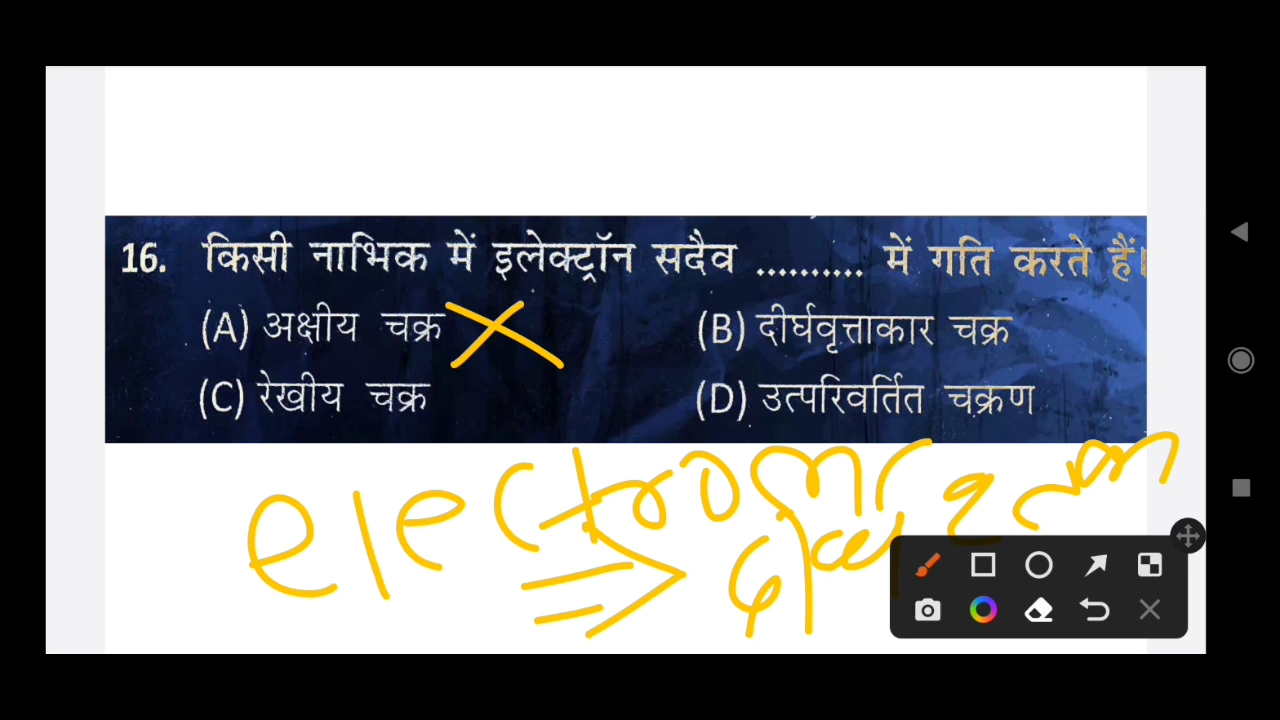 16. किसी नाभिक में इलेक्ट्रॉन सदैव .......... में गति करते हैं।
(A) अक्षीय चक्र (B) दीर्घवृत्ताकार चक्र
(C) रेखीय चक्र (D) उत्परिवर्तित चक्रण
electron